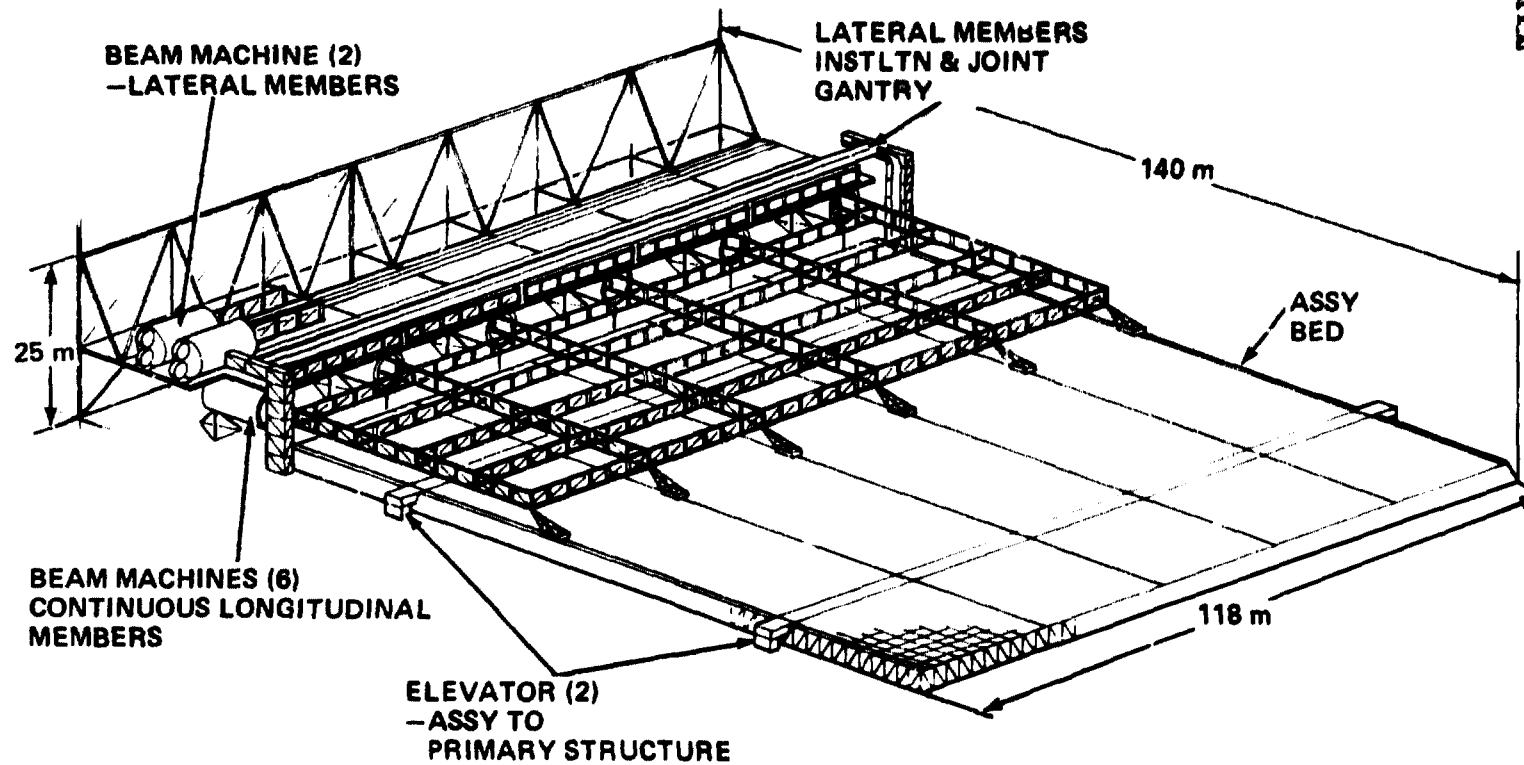 BEAM MACHINE (2)
–LATERAL MEMBERS
LATERAL MEMBERS
INSTLTN & JOINT
GANTRY
140 m
ASSY
BED
25 m
118 m
BEAM MACHINES (6)
CONTINUOUS LONGITUDINAL
MEMBERS
ELEVATOR (2)
–ASSY TO
PRIMARY STRUCTURE